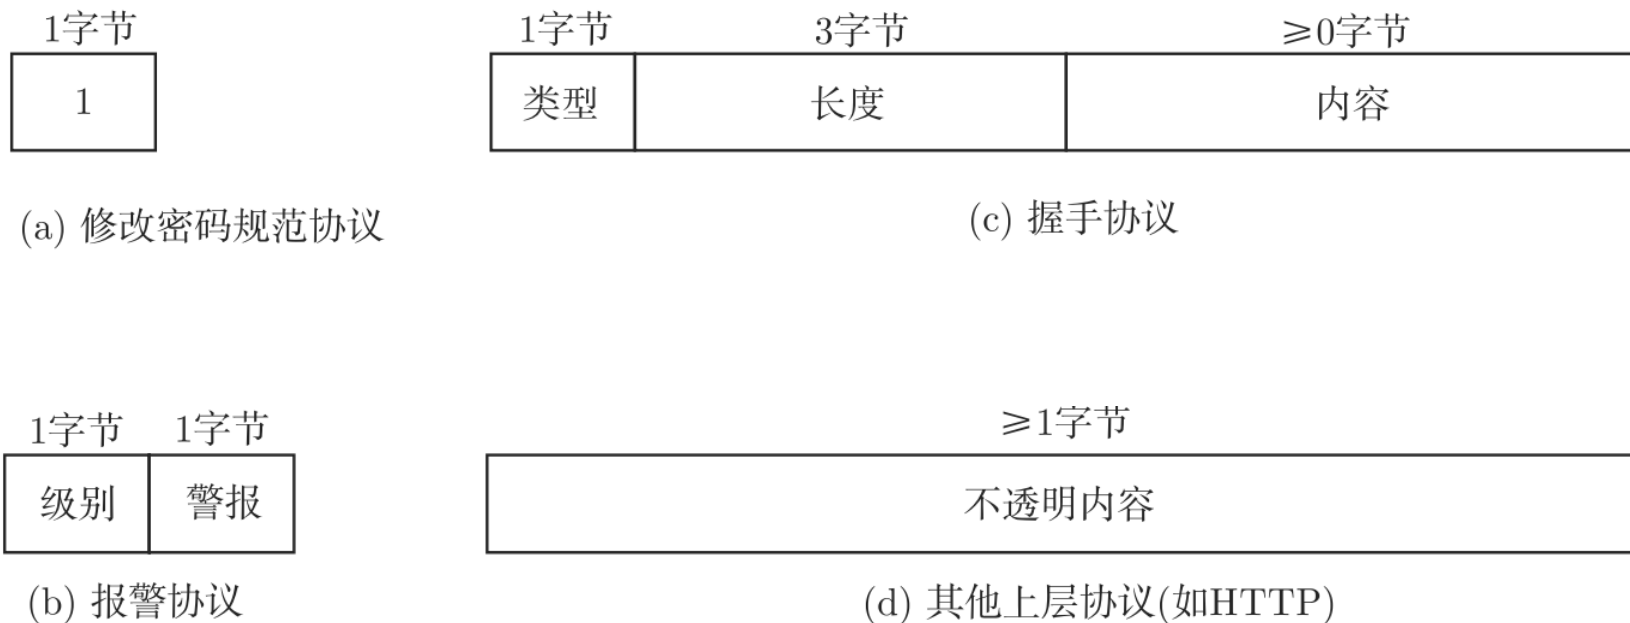 1字节
1
(a) 修改密码规范协议
1字节 3字节 ⩾0字节
类型 长度 内容
(c) 握手协议
1字节 1字节
级别 警报
(b) 报警协议
⩾1字节
不透明内容
(d) 其他上层协议(如HTTP)